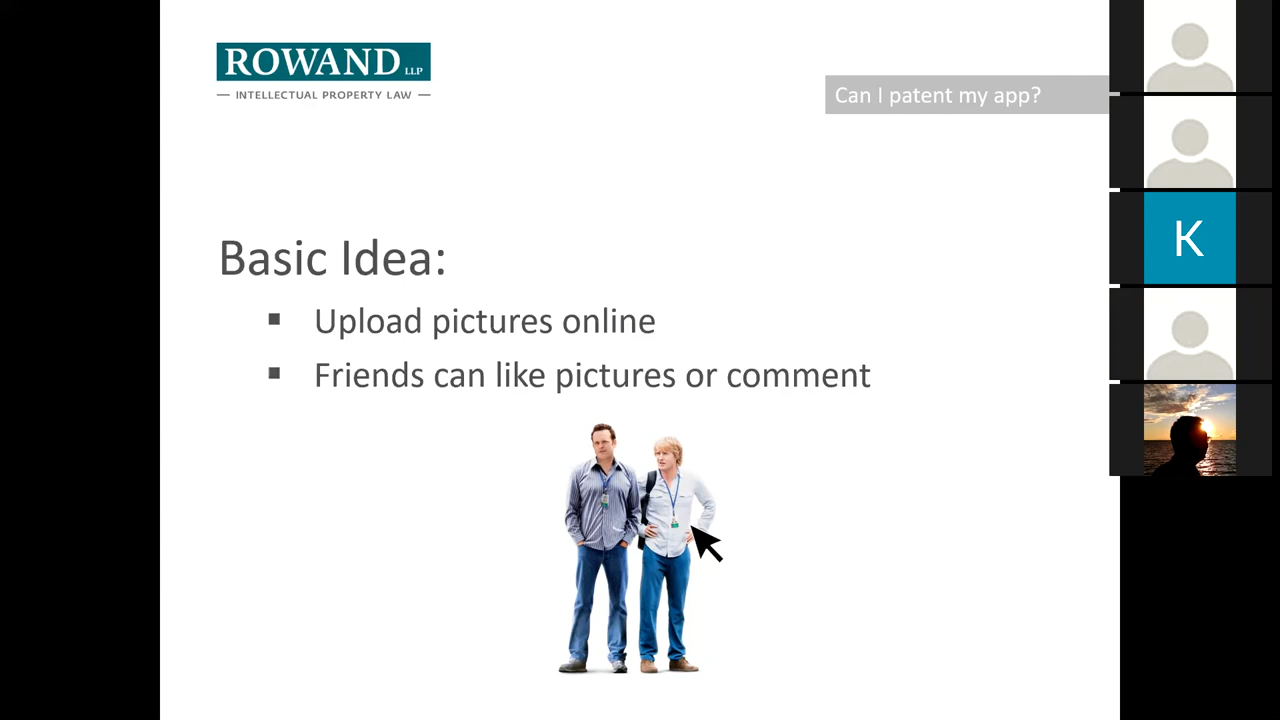 ROWAND LLP
INTELLECTUAL PROPERTY LAW
Can I patent my app?
Basic Idea:
Upload pictures online
Friends can like pictures or comment
K